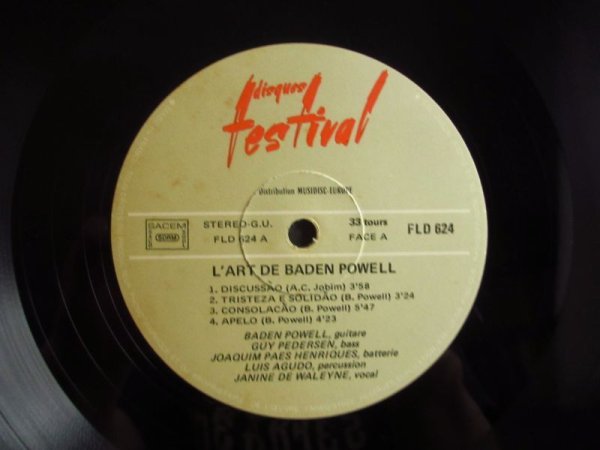 disques
festival
Distribution MUSIDISC-EUROPE
SACEM
SDRM
STEREO-G.U.
33 tours
FLD 624
FLD 624 A
FACE A
L'ART DE BADEN POWELL
1. DISCUSSÃO (A.C. Jobim) 3'58
2. TRISTEZA E SOLIDÃO (B. Powell) 3'24
3. CONSOLACÃO (B. Powell) 5'47
4. APELO (B. Powell) 4'23
BADEN POWELL, guitare
GUY PEDERSEN, bass
JOAQUIM PAES HENRIQUES, batterie
LUIS AGUDO, percussion
JANINE DE WALEYNE, vocal